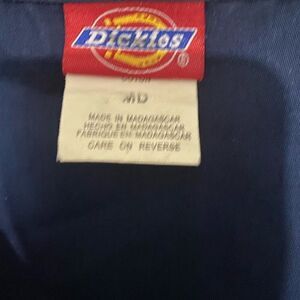 Dickies
®
MD
MADE IN MADAGASCAR
HECHO EN MADAGASCAR
FABRIQUE EN MADAGASCAR
CARE ON REVERSE